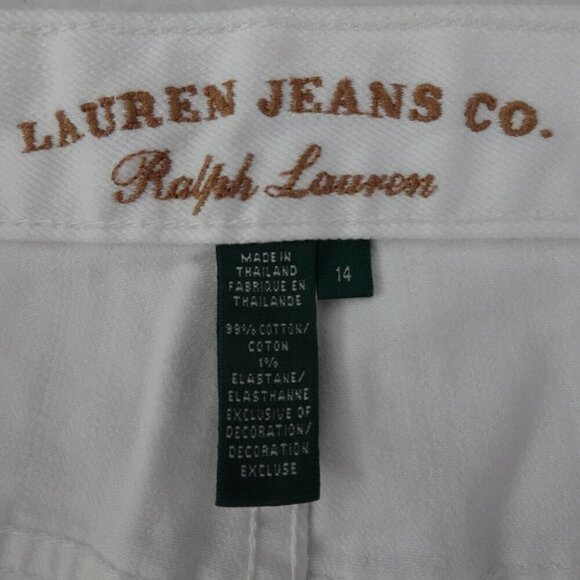 LAUREN JEANS CO.
Ralph Lauren
MADE IN
THAILAND
FABRIQUE EN
THAILANDE
99% COTTON/
COTON
1%
ELASTANE/
ELASTHANNE
EXCLUSIVE OF
DECORATION/
DECORATION
EXCLUSE
14